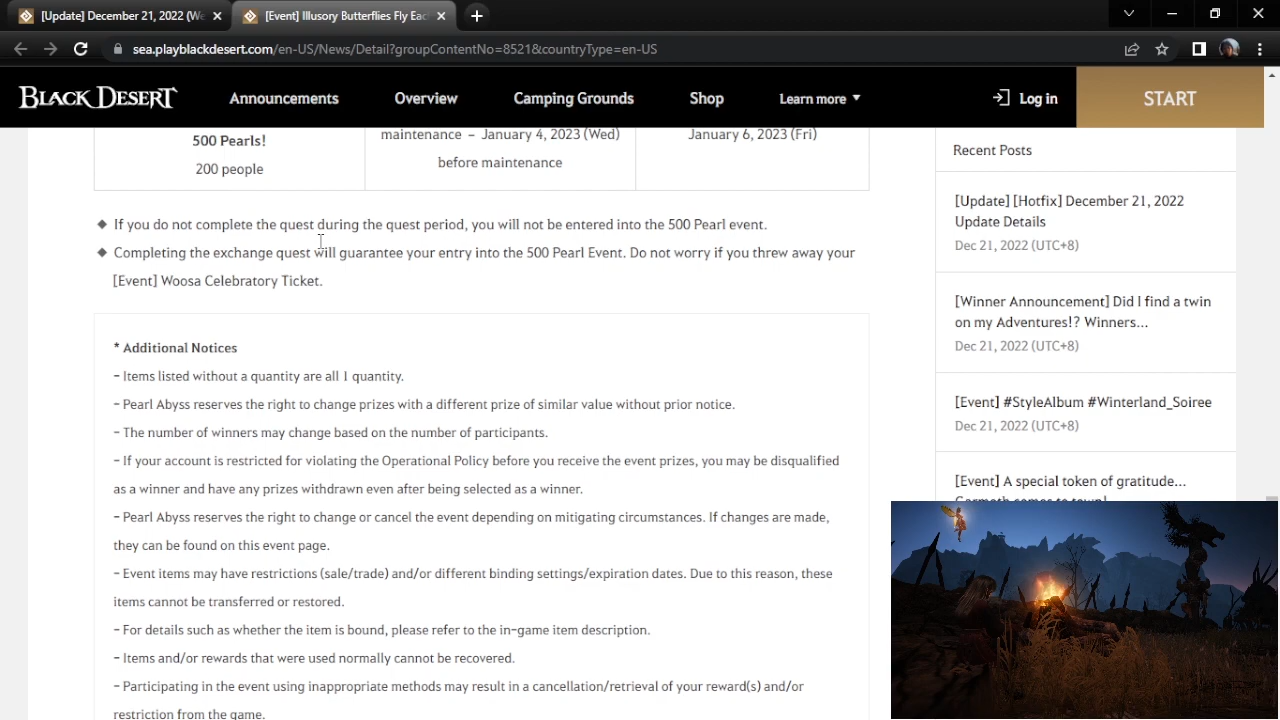 [Update] December 21, 2022 (We
[Event] Illusory Butterflies Fly Eac
sea.playblackdesert.com/en-US/News/Detail?groupContentNo=8521&countryType=en-US
BLACK DESERT
Announcements
Overview
Camping Grounds
Shop
Learn more
Log in
START
500 Pearls!
200 people
maintenance – January 4, 2023 (Wed)
before maintenance
January 6, 2023 (Fri)
◆ If you do not complete the quest during the quest period, you will not be entered into the 500 Pearl event.
◆ Completing the exchange quest will guarantee your entry into the 500 Pearl Event. Do not worry if you threw away your
[Event] Woosa Celebratory Ticket.
* Additional Notices
– Items listed without a quantity are all 1 quantity.
– Pearl Abyss reserves the right to change prizes with a different prize of similar value without prior notice.
– The number of winners may change based on the number of participants.
– If your account is restricted for violating the Operational Policy before you receive the event prizes, you may be disqualified
as a winner and have any prizes withdrawn even after being selected as a winner.
– Pearl Abyss reserves the right to change or cancel the event depending on mitigating circumstances. If changes are made,
they can be found on this event page.
– Event items may have restrictions (sale/trade) and/or different binding settings/expiration dates. Due to this reason, these
items cannot be transferred or restored.
– For details such as whether the item is bound, please refer to the in-game item description.
– Items and/or rewards that were used normally cannot be recovered.
– Participating in the event using inappropriate methods may result in a cancellation/retrieval of your reward(s) and/or
restriction from the game.
Recent Posts
[Update] [Hotfix] December 21, 2022
Update Details
Dec 21, 2022 (UTC+8)
[Winner Announcement] Did I find a twin
on my Adventures!? Winners...
Dec 21, 2022 (UTC+8)
[Event] #StyleAlbum #Winterland_Soiree
Dec 21, 2022 (UTC+8)
[Event] A special token of gratitude...
Garmoth comes to town!